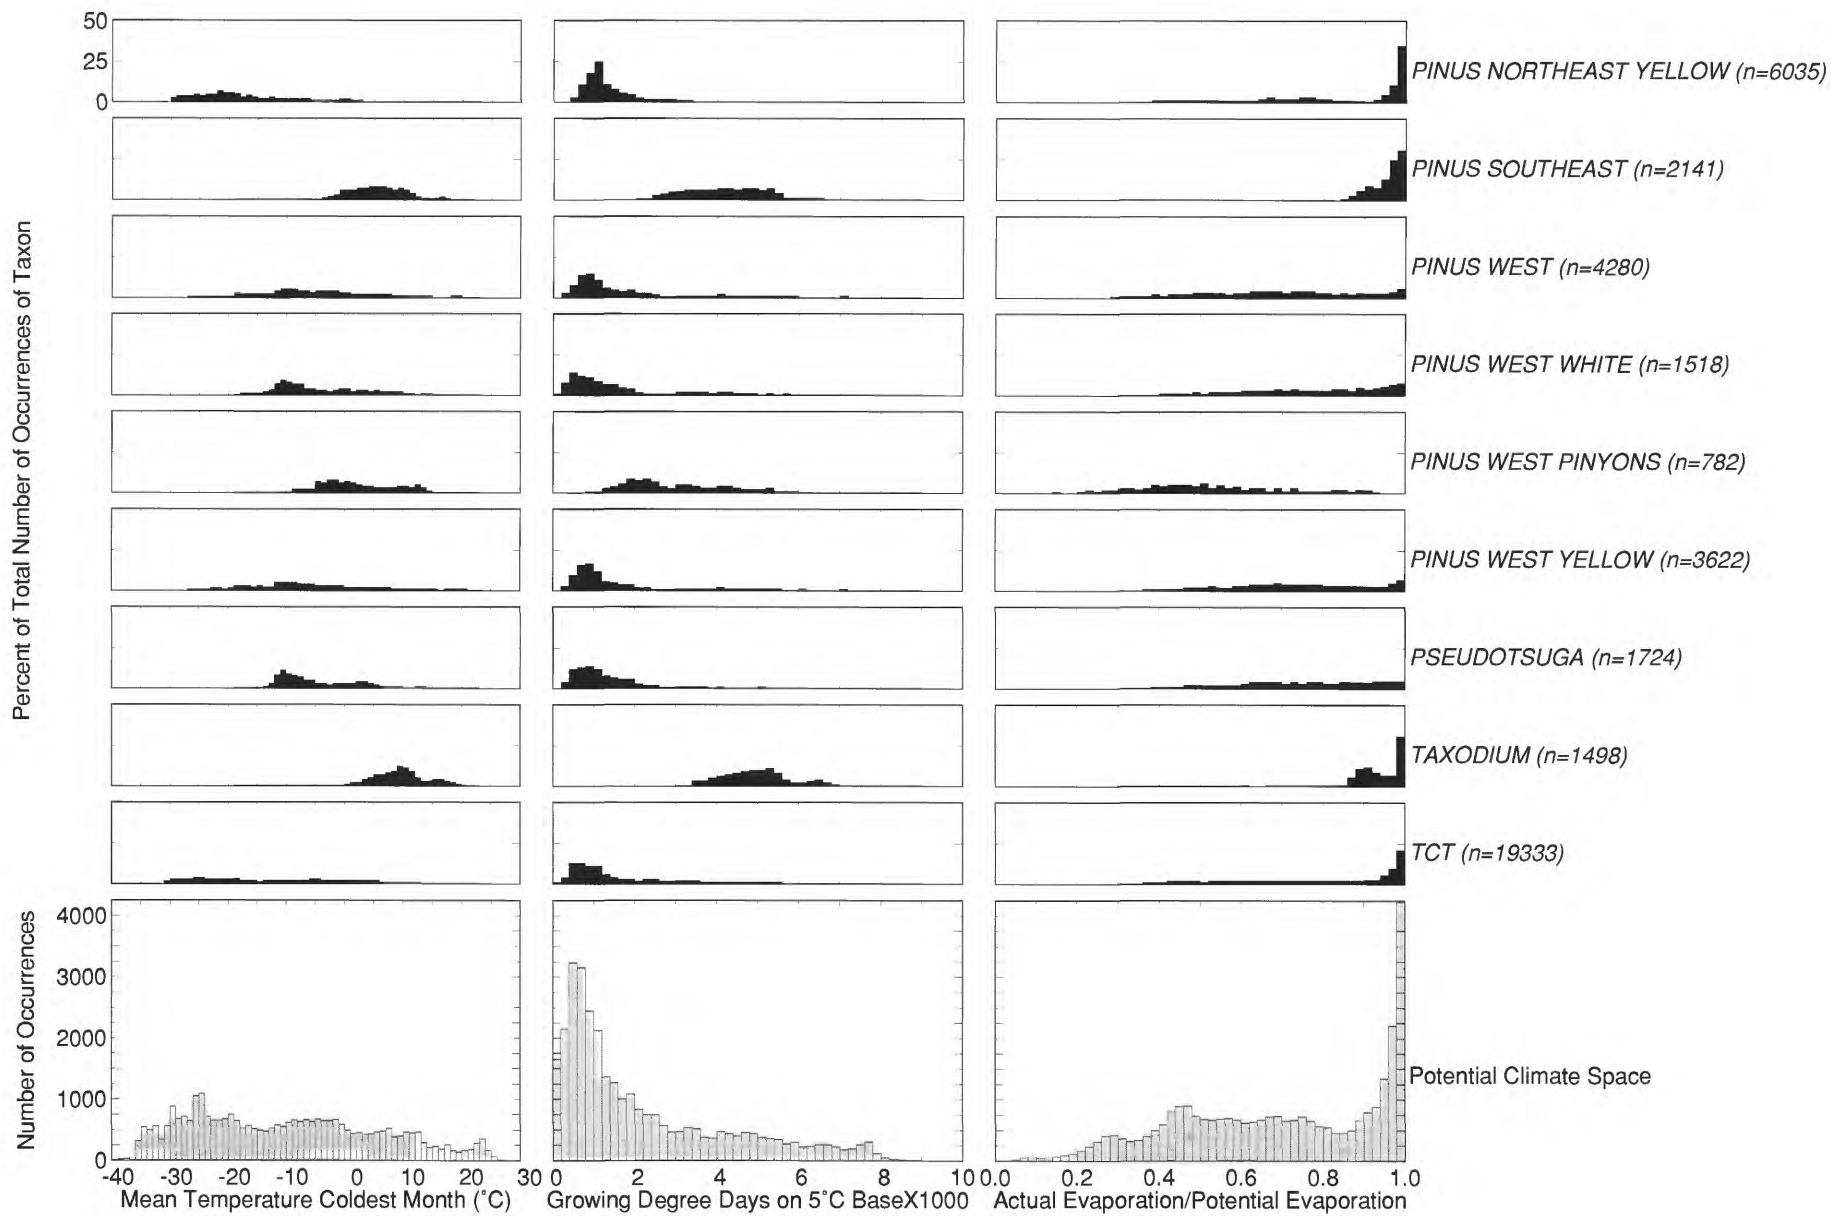 50
25
0
PINUS NORTHEAST YELLOW (n=6035)
PINUS SOUTHEAST (n=2141)
PINUS WEST (n=4280)
PINUS WEST WHITE (n=1518)
PINUS WEST PINYONS (n=782)
PINUS WEST YELLOW (n=3622)
PSEUDOTSUGA (n=1724)
TAXODIUM (n=1498)
TCT (n=19333)
Percent of Total Number of Occurrences of Taxon
Number of Occurrences
4000
3000
2000
1000
0
Potential Climate Space
-40 -30 -20 -10 0 10 20 30
0 2 4 6 8 10
0.0 0.2 0.4 0.6 0.8 1.0
Mean Temperature Coldest Month (°C)
Growing Degree Days on 5°C BaseX1000
Actual Evaporation/Potential Evaporation